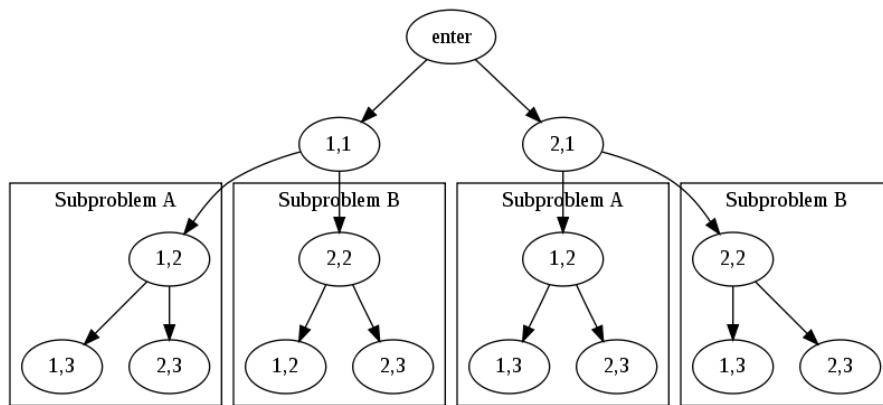 enter
1,1
2,1
Subproblem A
Subproblem B
Subproblem A
Subproblem B
1,2
2,2
1,2
2,2
1,3
2,3
1,2
2,3
1,3
2,3
1,3
2,3